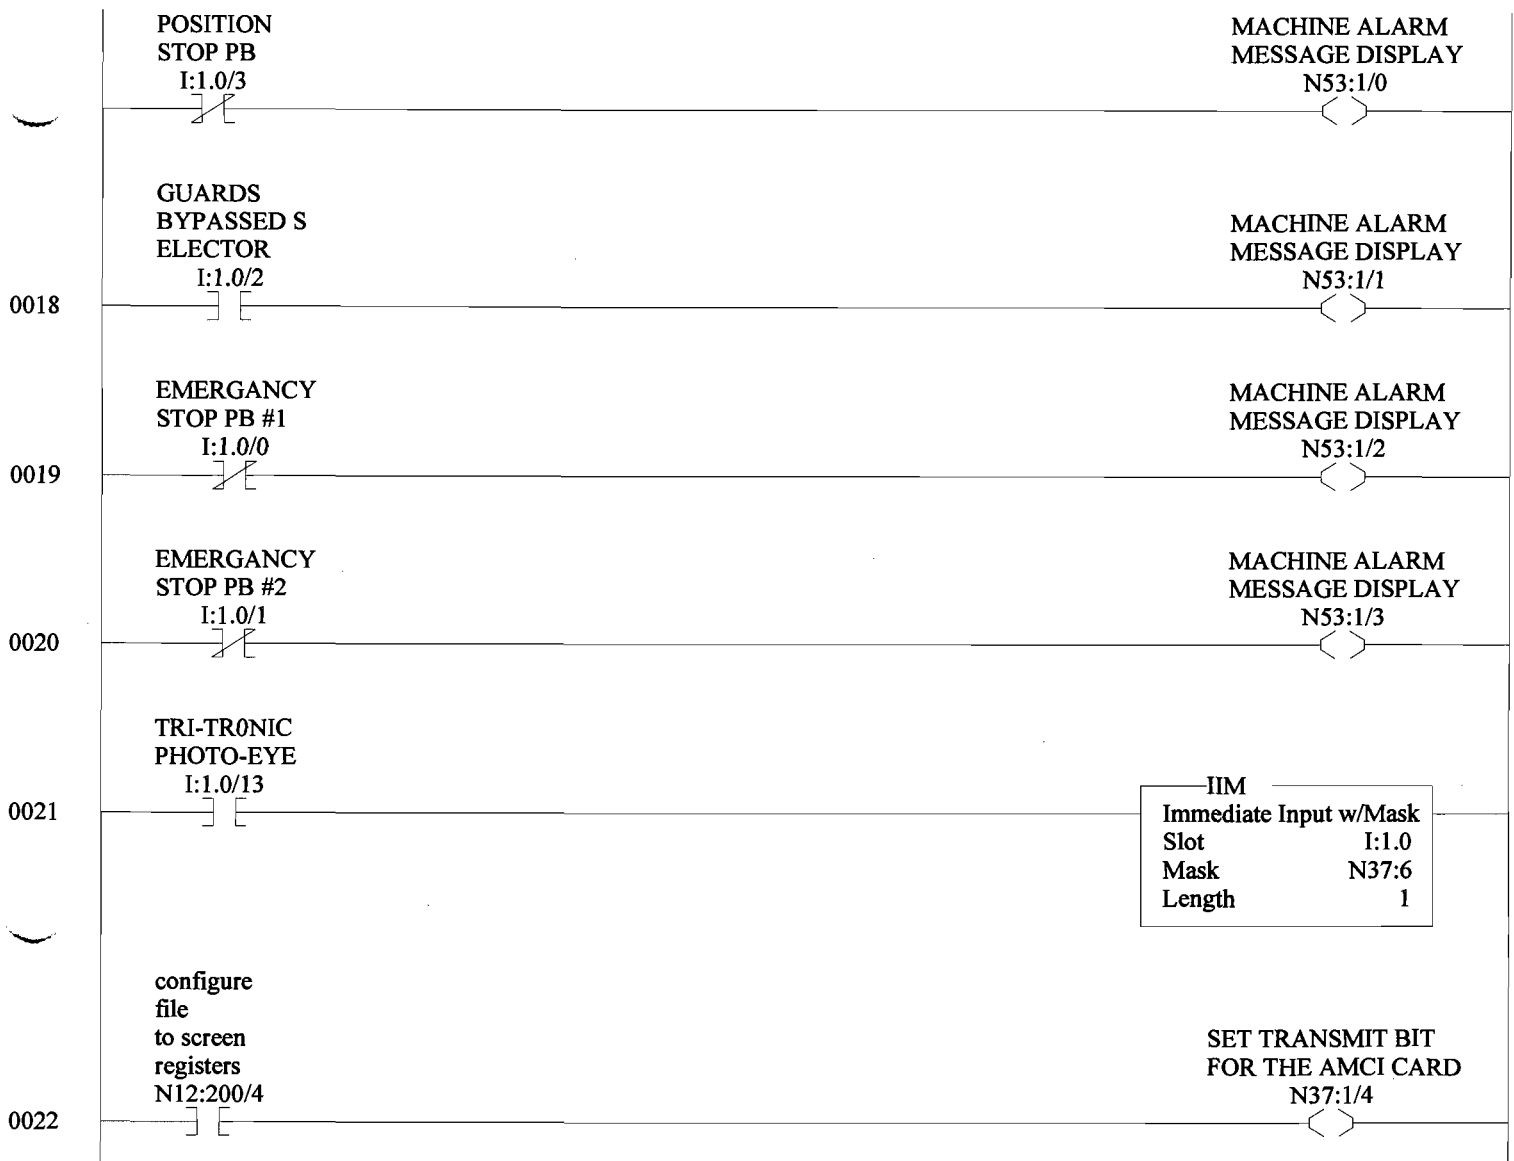 POSITION
STOP PB
I:1.0/3
MACHINE ALARM
MESSAGE DISPLAY
N53:1/0
GUARDS
BYPASSED S
ELECTOR
I:1.0/2
MACHINE ALARM
MESSAGE DISPLAY
N53:1/1
0018
EMERGANCY
STOP PB #1
I:1.0/0
MACHINE ALARM
MESSAGE DISPLAY
N53:1/2
0019
EMERGANCY
STOP PB #2
I:1.0/1
MACHINE ALARM
MESSAGE DISPLAY
N53:1/3
0020
TRI-TR0NIC
PHOTO-EYE
I:1.0/13
0021
IIM
Immediate Input w/Mask
Slot I:1.0
Mask N37:6
Length 1
configure
file
to screen
registers
N12:200/4
SET TRANSMIT BIT
FOR THE AMCI CARD
N37:1/4
0022